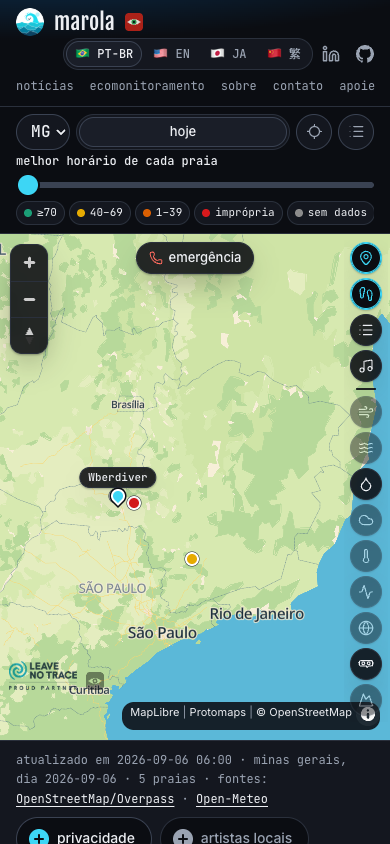 marola
PT-BR EN JA 繁
notícias ecomonitoramento sobre contato apoie
MG hoje
melhor horário de cada praia
≥70 40–69 1–39 imprópria sem dados
emergência
Brasília
Wberdiver
SÃO PAULO
Rio de Janeiro
São Paulo
LEAVE
NO TRACE
PROUD PARTNER
Curitiba
MapLibre | Protomaps | © OpenStreetMap
atualizado em 2026-09-06 06:00 · minas gerais,
dia 2026-09-06 · 5 praias · fontes:
OpenStreetMap/Overpass · Open-Meteo
privacidade artistas locais